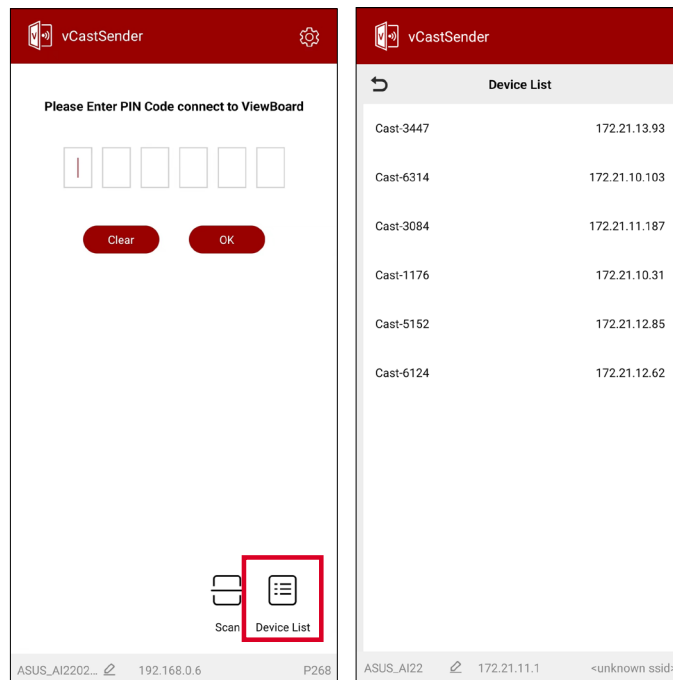 vCastSender
Please Enter PIN Code connect to ViewBoard
Clear
OK
Scan
Device List
ASUS_AI2202... 192.168.0.6 P268
vCastSender
Device List
Cast-3447 172.21.13.93
Cast-6314 172.21.10.103
Cast-3084 172.21.11.187
Cast-1176 172.21.10.31
Cast-5152 172.21.12.85
Cast-6124 172.21.12.62
ASUS_AI22 172.21.11.1 <unknown ssid>